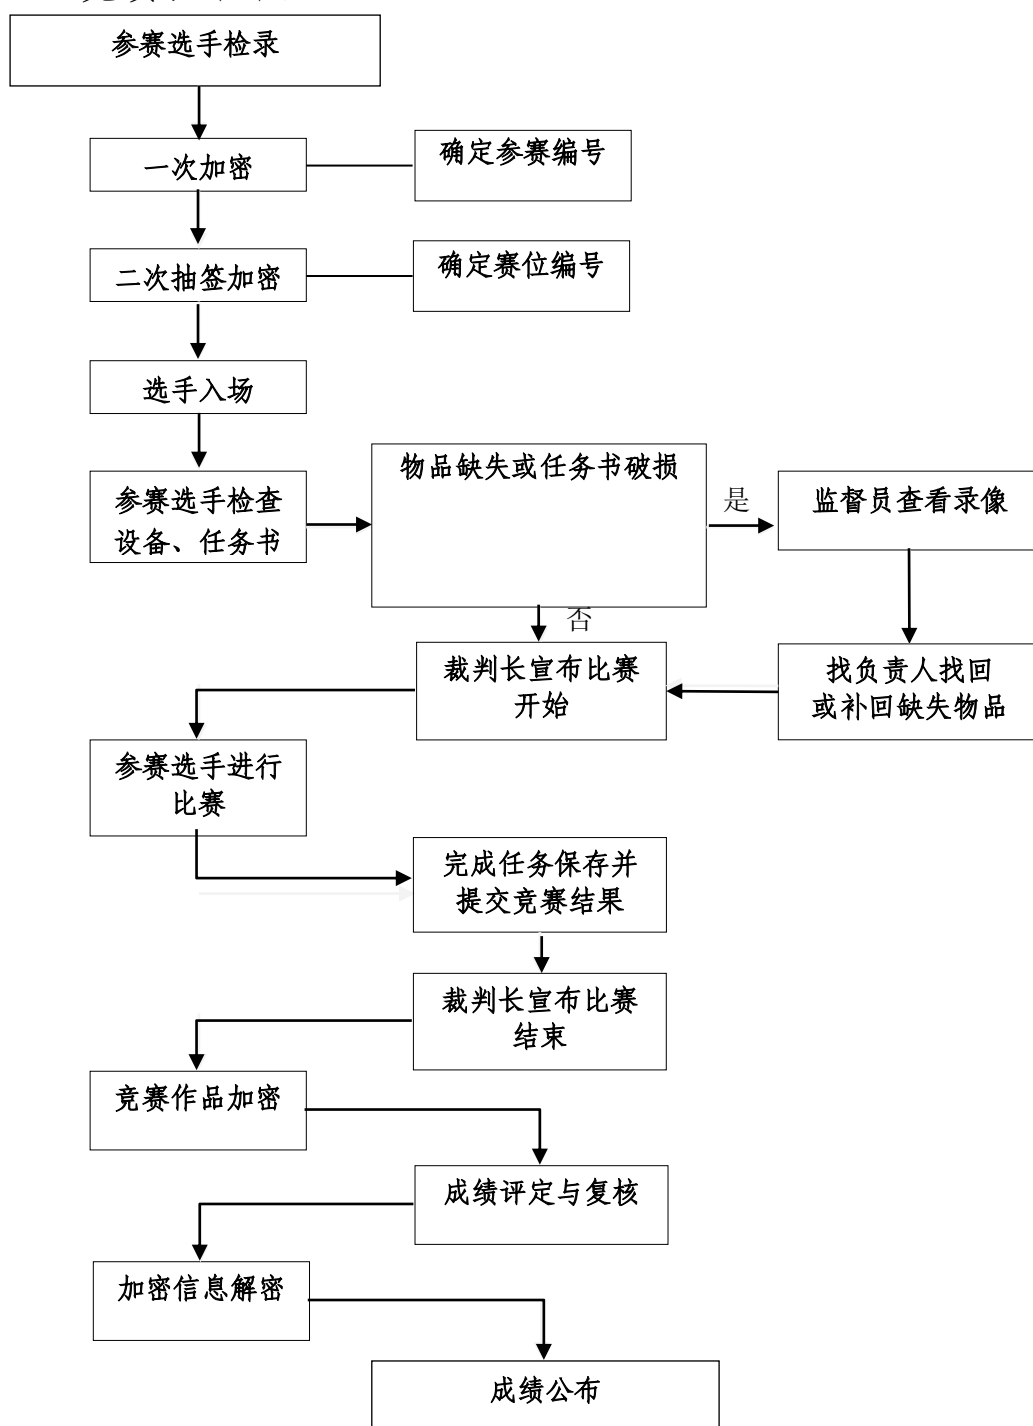 参赛选手检录
一次加密
确定参赛编号
二次抽签加密
确定赛位编号
选手入场
参赛选手检查
设备、任务书
物品缺失或任务书破损
是
监督员查看录像
否
裁判长宣布比赛
开始
找负责人找回
或补回缺失物品
参赛选手进行
比赛
完成任务保存并
提交竞赛结果
裁判长宣布比赛
结束
竞赛作品加密
成绩评定与复核
加密信息解密
成绩公布